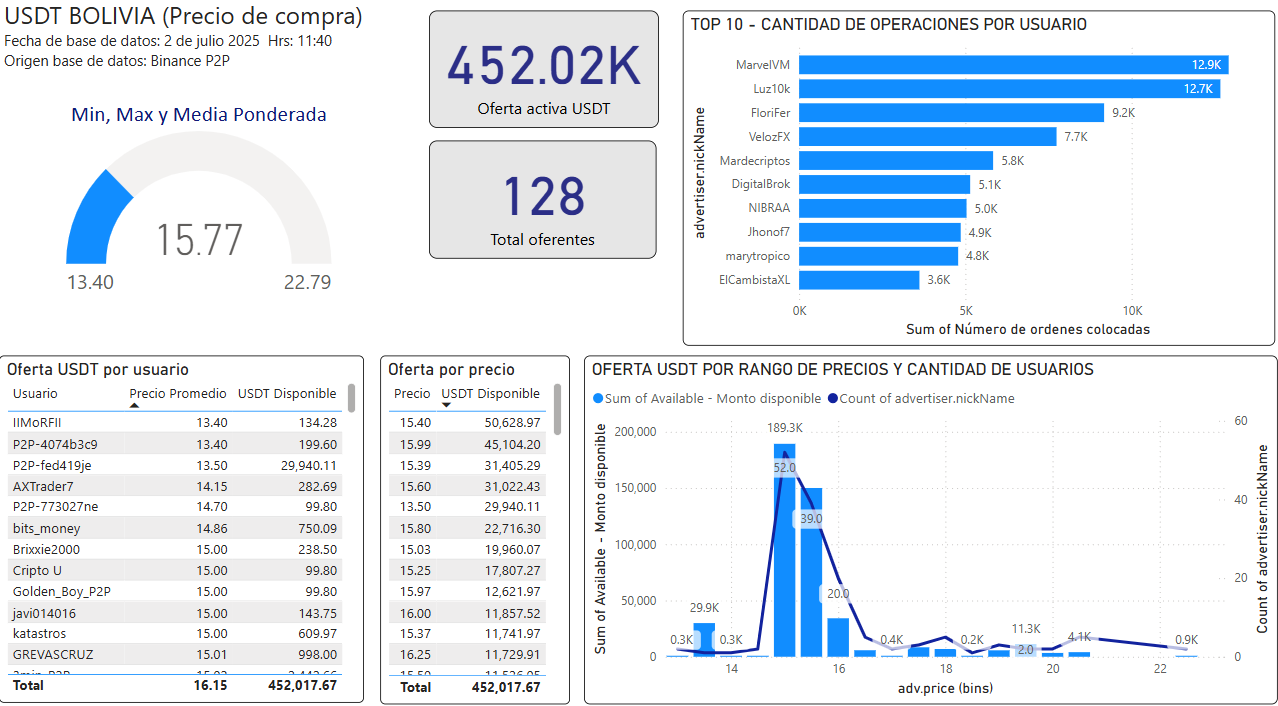 USDT BOLIVIA (Precio de compra)
Fecha de base de datos: 2 de julio 2025  Hrs: 11:40
Origen base de datos: Binance P2P
Min, Max y Media Ponderada
15.77
13.40
22.79
452.02K
Oferta activa USDT
128
Total oferentes
TOP 10 - CANTIDAD DE OPERACIONES POR USUARIO
advertiser.nickName
MarvelVM 12.9K
Luz10k 12.7K
FloriFer 9.2K
VelozFX 7.7K
Mardecriptos 5.8K
DigitalBrok 5.1K
NIBRAA 5.0K
Jhonof7 4.9K
marytropico 4.8K
ElCambistaXL 3.6K
0K 5K 10K
Sum of Número de ordenes colocadas
Oferta USDT por usuario
Usuario Precio Promedio USDT Disponible
IIMoRFII 13.40 134.28
P2P-4074b3c9 13.40 199.60
P2P-fed419je 13.50 29,940.11
AXTrader7 14.15 282.69
P2P-773027ne 14.70 99.80
bits_money 14.86 750.09
Brixxie2000 15.00 238.50
Cripto U 15.00 99.80
Golden_Boy_P2P 15.00 99.80
javi014016 15.00 143.75
katastros 15.00 609.97
GREVASCRUZ 15.01 998.00
Total 16.15 452,017.67
Oferta por precio
Precio USDT Disponible
15.40 50,628.97
15.99 45,104.20
15.39 31,405.29
15.60 31,022.43
13.50 29,940.11
15.80 22,716.30
15.03 19,960.07
15.25 17,807.27
15.97 12,621.97
16.00 11,857.52
15.37 11,741.97
16.25 11,729.91
Total 452,017.67
OFERTA USDT POR RANGO DE PRECIOS Y CANTIDAD DE USUARIOS
Sum of Available - Monto disponible Count of advertiser.nickName
Sum of Available - Monto disponible
200,000
150,000
100,000
50,000
0
0.3K
29.9K
0.3K
189.3K
52.0
39.0
20.0
0.4K
0.2K
11.3K
2.0
4.1K
0.9K
60
40
20
0
Count of advertiser.nickName
14 16 18 20 22
adv.price (bins)